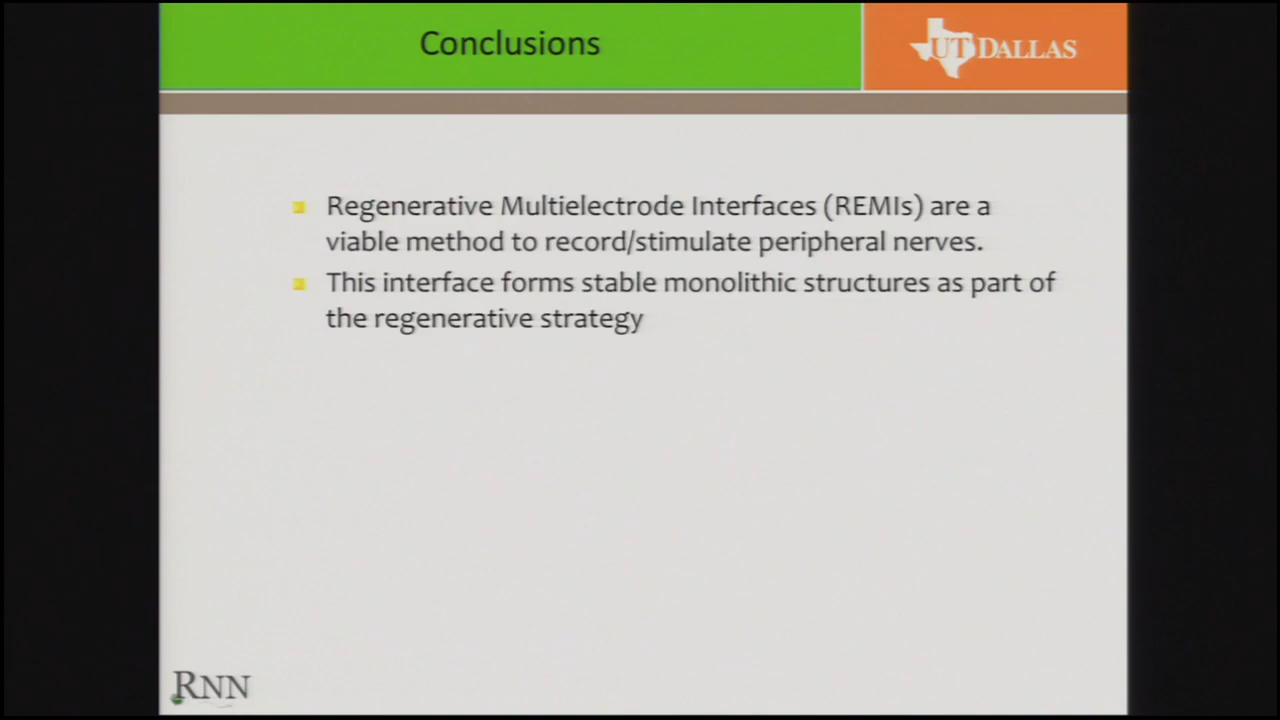 Conclusions
UT DALLAS
Regenerative Multielectrode Interfaces (REMIs) are a
viable method to record/stimulate peripheral nerves.
This interface forms stable monolithic structures as part of
the regenerative strategy
RNN